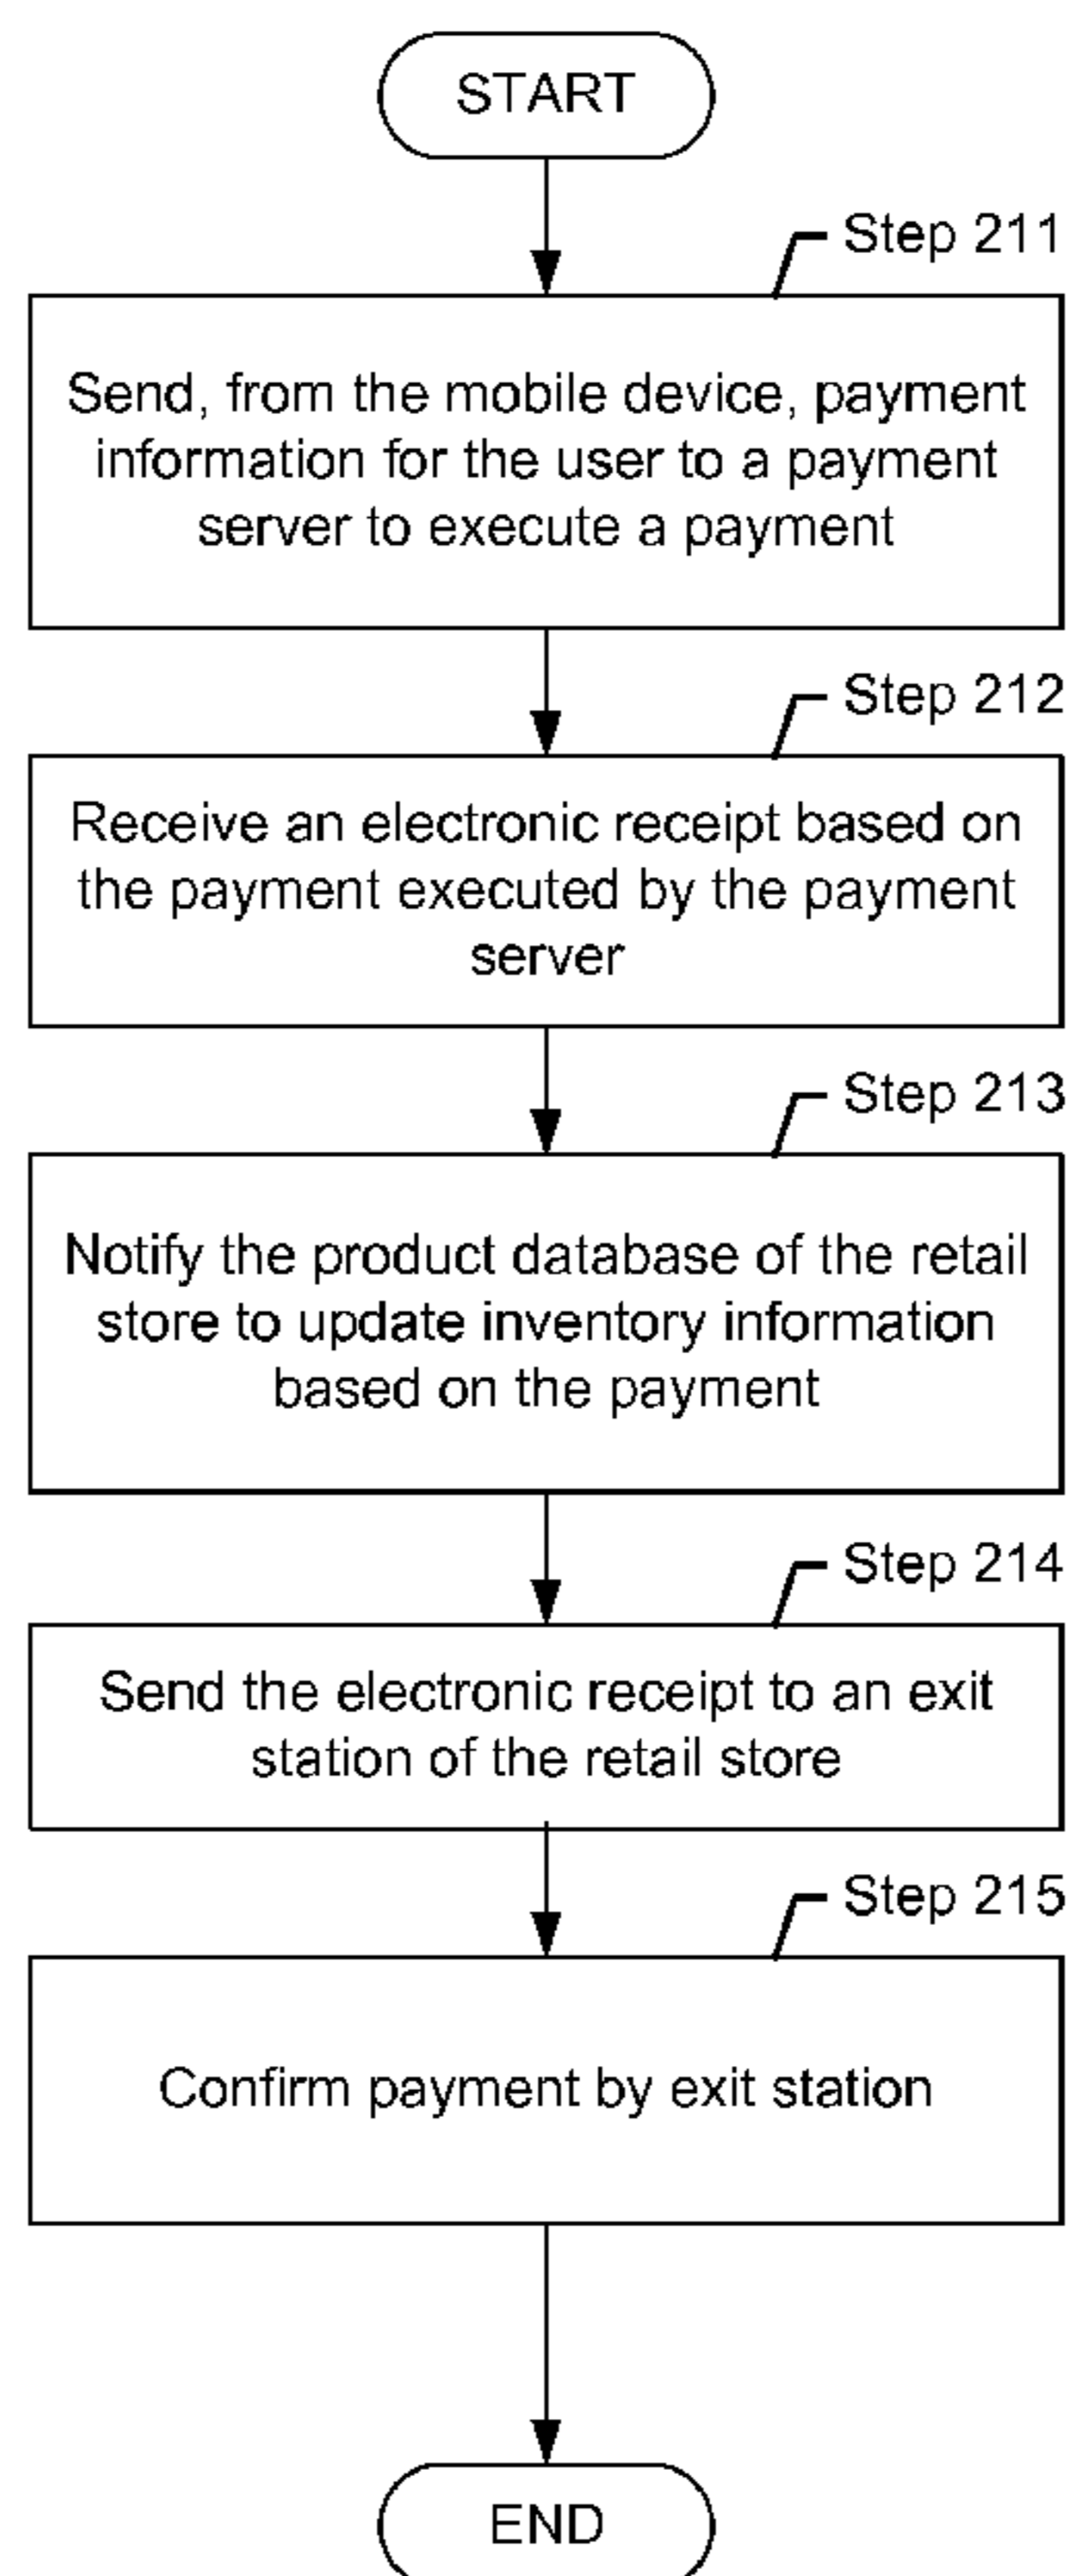 START
Step 211
Send, from the mobile device, payment
information for the user to a payment
server to execute a payment
Step 212
Receive an electronic receipt based on
the payment executed by the payment
server
Step 213
Notify the product database of the retail
store to update inventory information
based on the payment
Step 214
Send the electronic receipt to an exit
station of the retail store
Step 215
Confirm payment by exit station
END